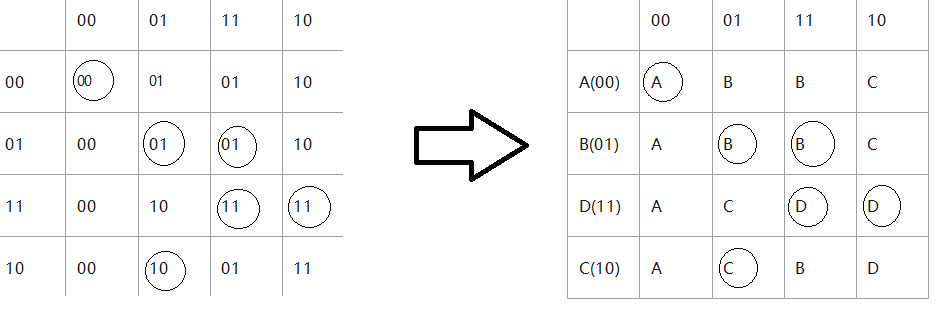 00 01 11 10
00 00 01 01 10
01 00 01 01 10
11 00 10 11 11
10 00 10 01 11
00 01 11 10
A(00) A B B C
B(01) A B B C
D(11) A C D D
C(10) A C B D